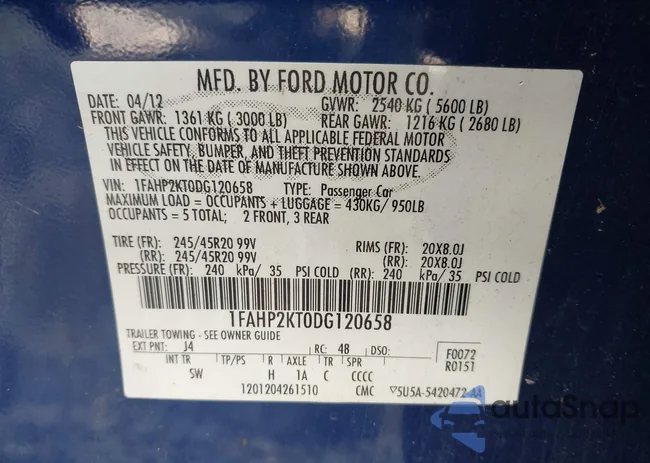 MFD. BY FORD MOTOR CO.
DATE: 04/12 GVWR: 2540 KG ( 5600 LB)
FRONT GAWR: 1361 KG ( 3000 LB) REAR GAWR: 1216 KG ( 2680 LB)
THIS VEHICLE CONFORMS TO ALL APPLICABLE FEDERAL MOTOR
VEHICLE SAFETY, BUMPER, AND THEFT PREVENTION STANDARDS
IN EFFECT ON THE DATE OF MANUFACTURE SHOWN ABOVE.
VIN: 1FAHP2KT0DG120658 TYPE: Passenger Car
MAXIMUM LOAD = OCCUPANTS + LUGGAGE = 430KG/ 950LB
OCCUPANTS = 5 TOTAL; 2 FRONT, 3 REAR
TIRE (FR): 245/45R20 99V RIMS (FR): 20X8.0J
(RR): 245/45R20 99V (RR): 20X8.0J
PRESSURE (FR): 240 kPa/ 35 PSI COLD (RR): 240 kPa/ 35 PSI COLD
1FAHP2KT0DG120658
TRAILER TOWING - SEE OWNER GUIDE
EXT PNT: J4 RC: 48 DSO: F0072
R0151
INT TR TP/PS R AXLE TR SPR
SW H 1A C CCCC
1201204261510 CMC 5U5A-5420472-AA
autoSnap